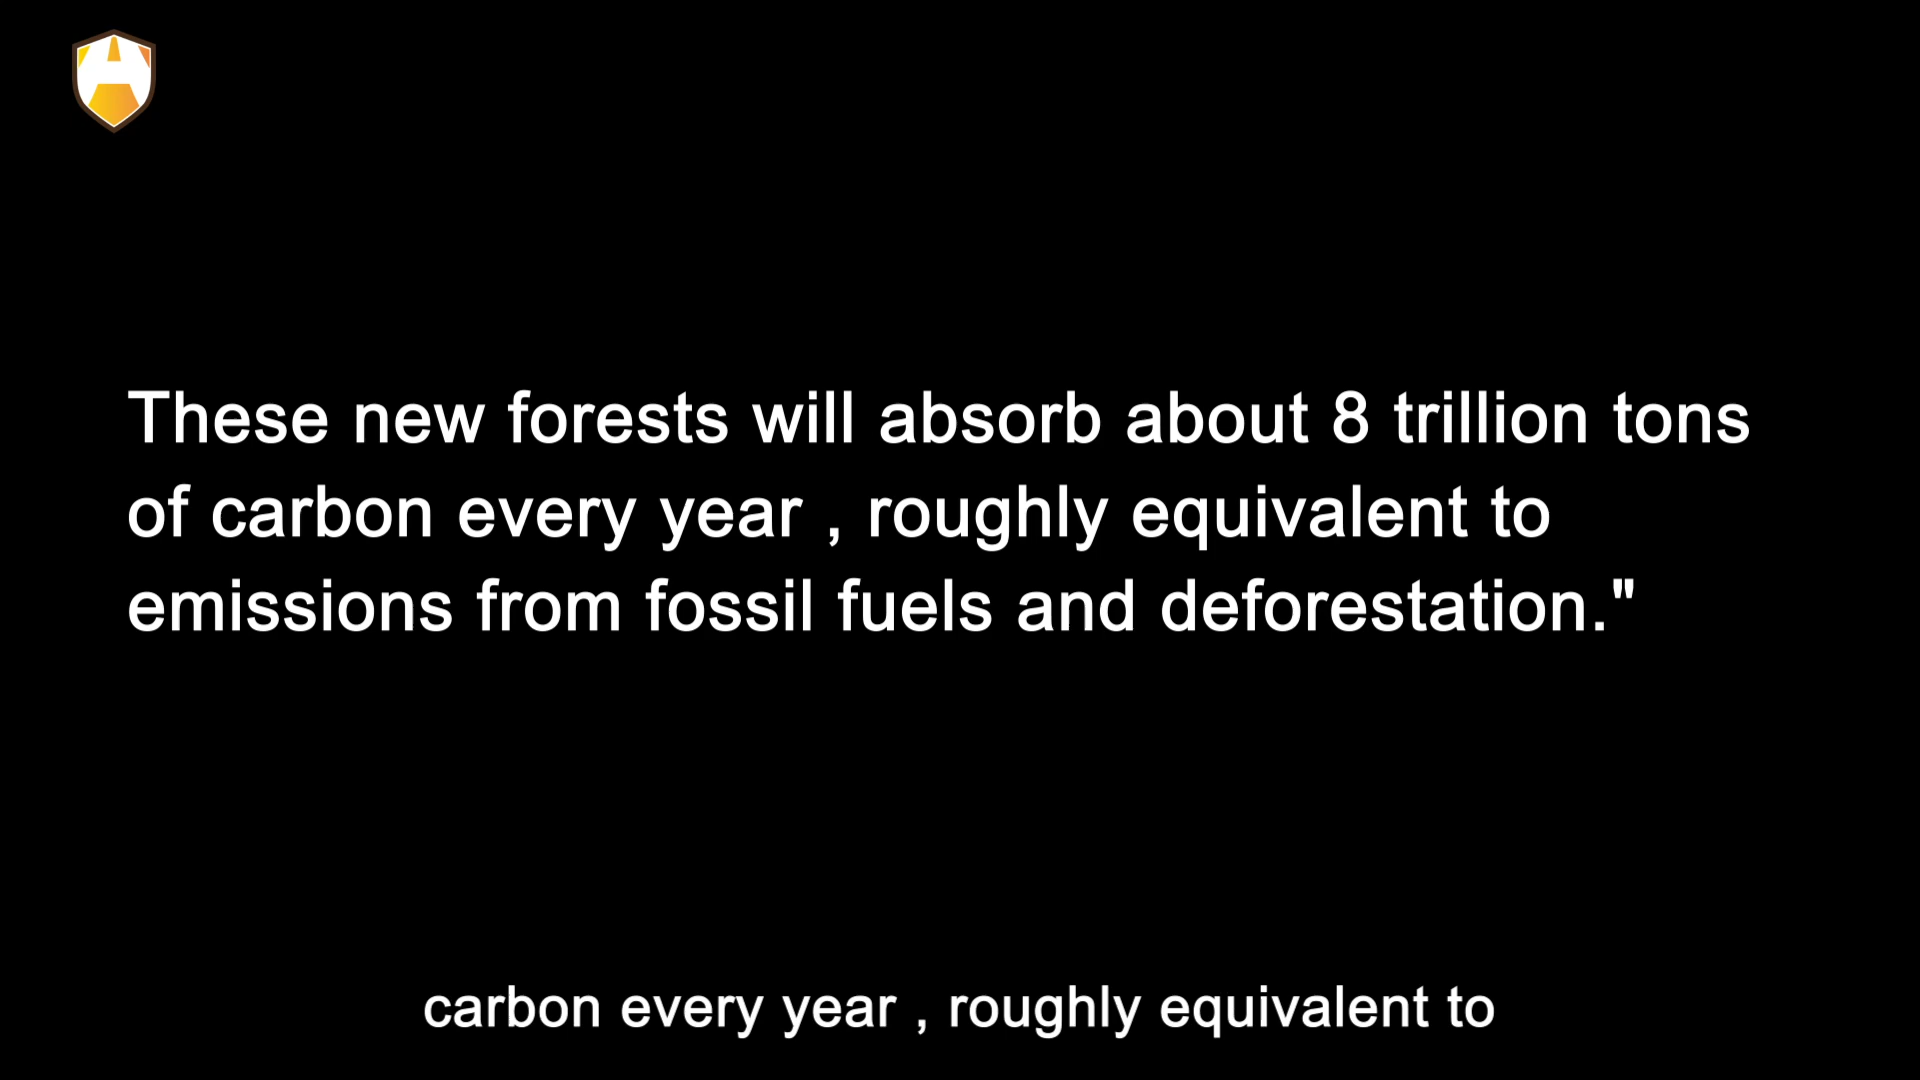 These new forests will absorb about 8 trillion tons
of carbon every year , roughly equivalent to
emissions from fossil fuels and deforestation."
carbon every year , roughly equivalent to